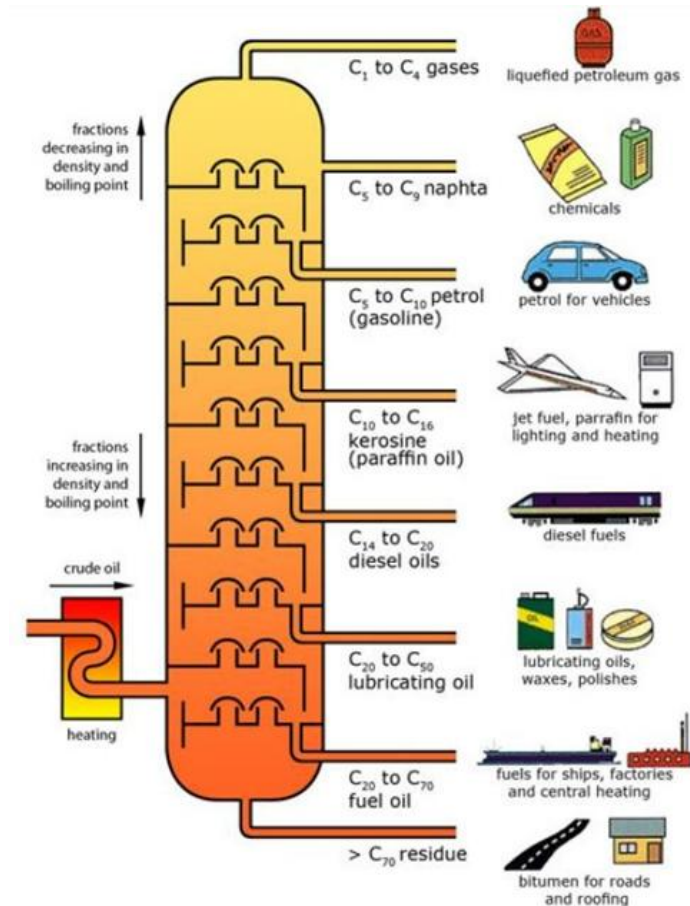 C₁ to C₄ gases
GAS
liquefied petroleum gas
fractions
decreasing in
density and
boiling point
C₅ to C₉ naphta
chemicals
C₅ to C₁₀ petrol
(gasoline)
petrol for vehicles
C₁₀ to C₁₆
kerosine
(paraffin oil)
jet fuel, parrafin for
lighting and heating
fractions
increasing in
density and
boiling point
C₁₄ to C₂₀
diesel oils
diesel fuels
crude oil
heating
C₂₀ to C₅₀
lubricating oil
OIL
lubricating oils,
waxes, polishes
C₂₀ to C₇₀
fuel oil
fuels for ships, factories
and central heating
> C₇₀ residue
bitumen for roads
and roofing